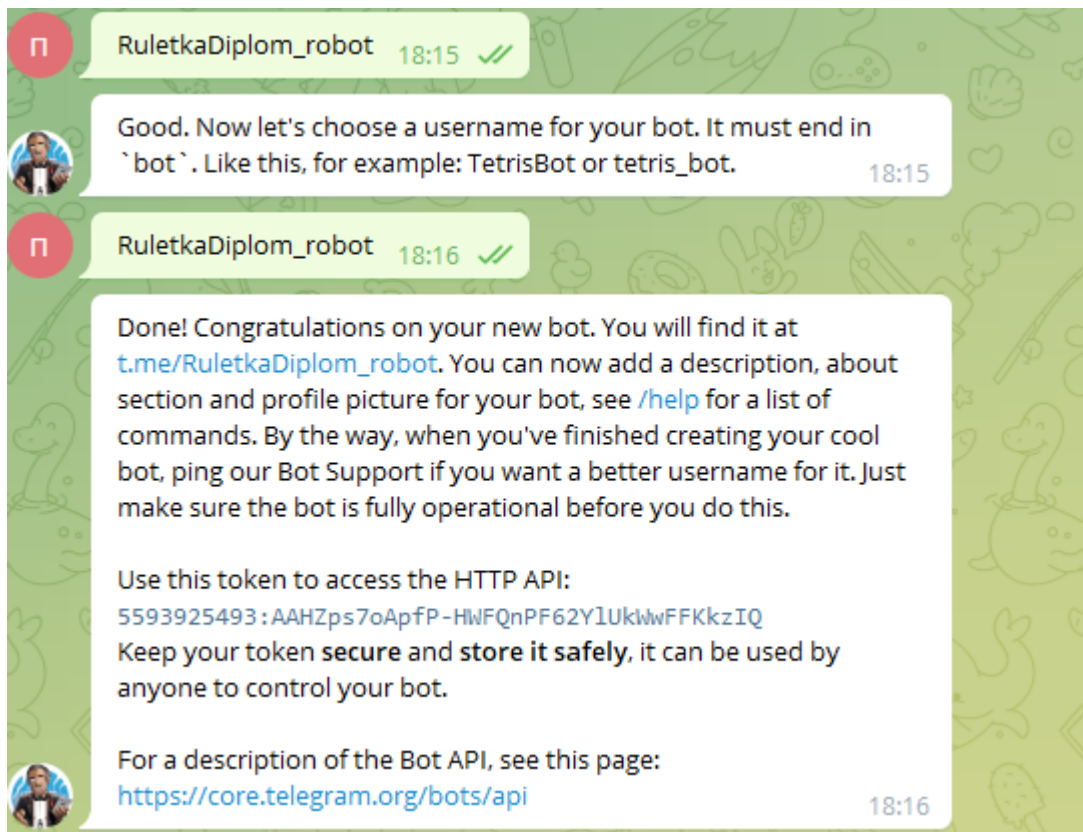 П
RuletkaDiplom_robot 18:15
Good. Now let's choose a username for your bot. It must end in
`bot`. Like this, for example: TetrisBot or tetris_bot.
18:15
П
RuletkaDiplom_robot 18:16
Done! Congratulations on your new bot. You will find it at
t.me/RuletkaDiplom_robot. You can now add a description, about
section and profile picture for your bot, see /help for a list of
commands. By the way, when you've finished creating your cool
bot, ping our Bot Support if you want a better username for it. Just
make sure the bot is fully operational before you do this.
Use this token to access the HTTP API:
5593925493:AAHZps7oApfP-HWFQnPF62YlUkWwFFKkzIQ
Keep your token secure and store it safely, it can be used by
anyone to control your bot.
For a description of the Bot API, see this page:
https://core.telegram.org/bots/api
18:16